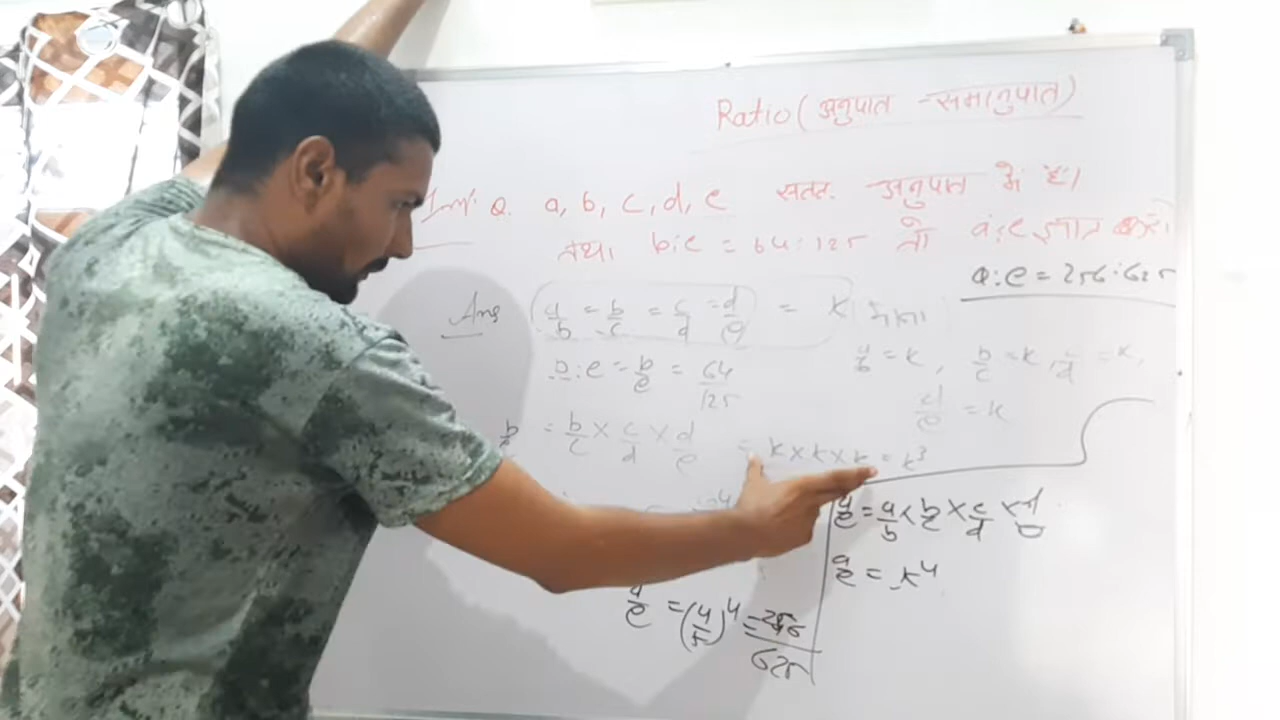 Ratio ( अनुपात - समानुपात )
Imp. Q. a, b, c, d, e सतत अनुपात में है।
तथा b:e = 64:125 तो a:e ज्ञात करो।
a:e = 256:625
Ans ( a/b = b/c = c/d = d/e ) = K माना
a/b = K, b/c = K, c/d = K,
d/e = K
b:e = b/e = 64/125
b/e = b/c × c/d × d/e = K × K × K = K³
a/e = a/b × b/c × c/d × d/e
a/e = K⁴
a/e = (4/5)⁴ = 256/625